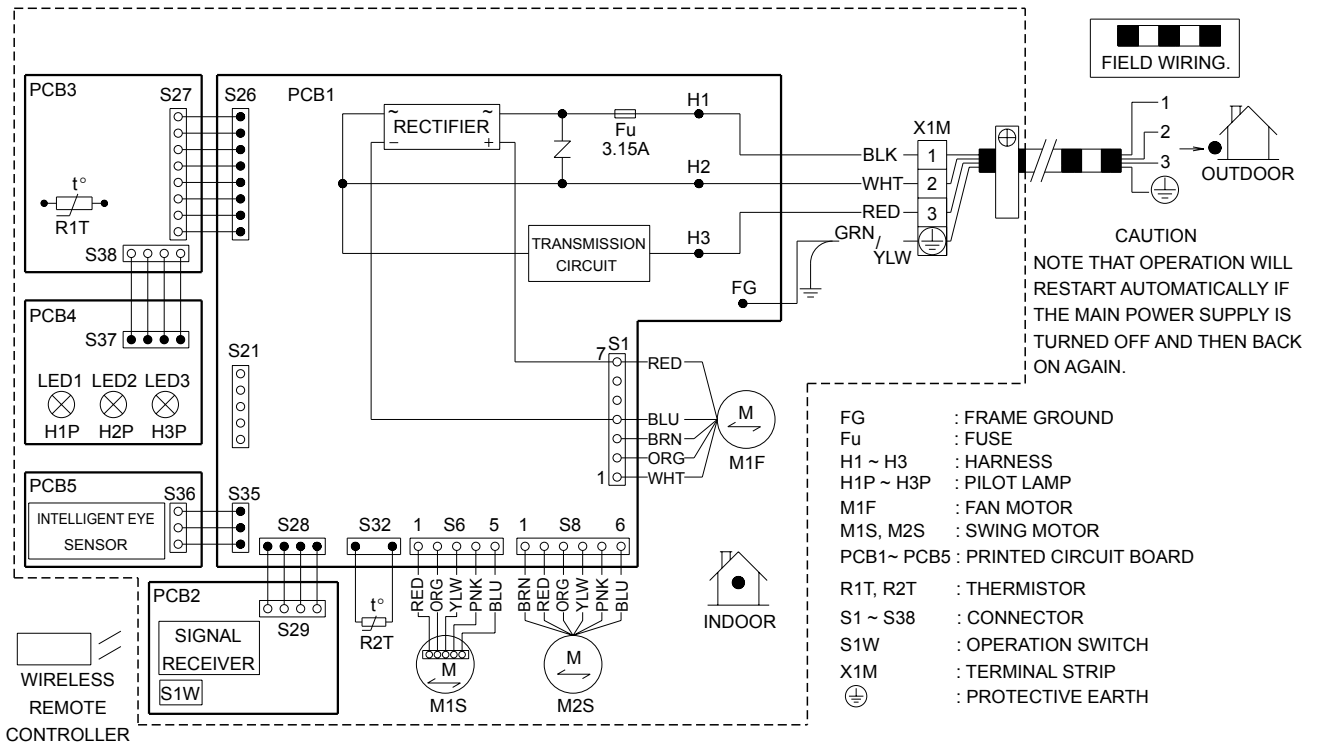 FIELD WIRING.
PCB3
S27
S26
PCB1
~
~
RECTIFIER
−
+
Fu
3.15A
H1
H2
H3
X1M
BLK
1
WHT
2
RED
3
GRN/YLW
1
2
3
OUTDOOR
t°
R1T
S38
TRANSMISSION
CIRCUIT
FG
CAUTION
NOTE THAT OPERATION WILL
RESTART AUTOMATICALLY IF
THE MAIN POWER SUPPLY IS
TURNED OFF AND THEN BACK
ON AGAIN.
PCB4
S37
LED1 LED2 LED3
H1P H2P H3P
S21
S1
7
RED
BLU
BRN
ORG
1
WHT
M
M1F
PCB5
S36
S35
INTELLIGENT EYE
SENSOR
S28
S32
1 S6 5
1 S8 6
RED
ORG
YLW
PNK
BLU
BRN
RED
ORG
YLW
PNK
BLU
PCB2
S29
SIGNAL
RECEIVER
S1W
t°
R2T
M
M1S
M
M2S
INDOOR
WIRELESS
REMOTE
CONTROLLER
FG : FRAME GROUND
Fu : FUSE
H1 ~ H3 : HARNESS
H1P ~ H3P : PILOT LAMP
M1F : FAN MOTOR
M1S, M2S : SWING MOTOR
PCB1~ PCB5 : PRINTED CIRCUIT BOARD
R1T, R2T : THERMISTOR
S1 ~ S38 : CONNECTOR
S1W : OPERATION SWITCH
X1M : TERMINAL STRIP
: PROTECTIVE EARTH